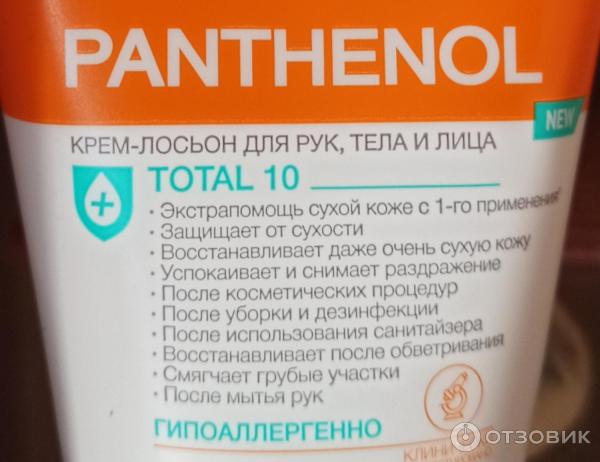 PANTHENOL
NEW
КРЕМ-ЛОСЬОН ДЛЯ РУК, ТЕЛА И ЛИЦА
TOTAL 10
• Экстрапомощь сухой коже с 1-го применения
• Защищает от сухости
• Восстанавливает даже очень сухую кожу
• Успокаивает и снимает раздражение
• После косметических процедур
• После уборки и дезинфекции
• После использования санитайзера
• Восстанавливает после обветривания
• Смягчает грубые участки
• После мытья рук
ГИПОАЛЛЕРГЕННО
ОТЗОВИК